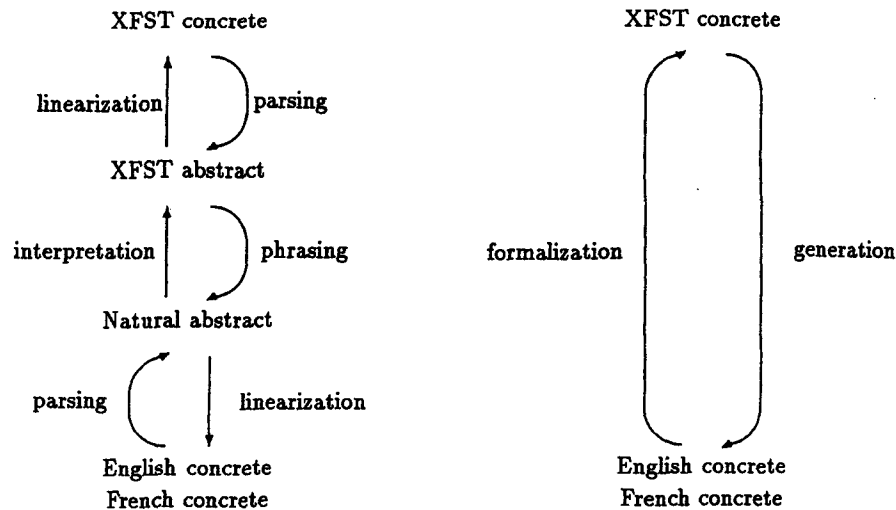 XFST concrete
linearization
parsing
XFST abstract
interpretation
phrasing
Natural abstract
parsing
linearization
English concrete
French concrete
XFST concrete
formalization
generation
English concrete
French concrete